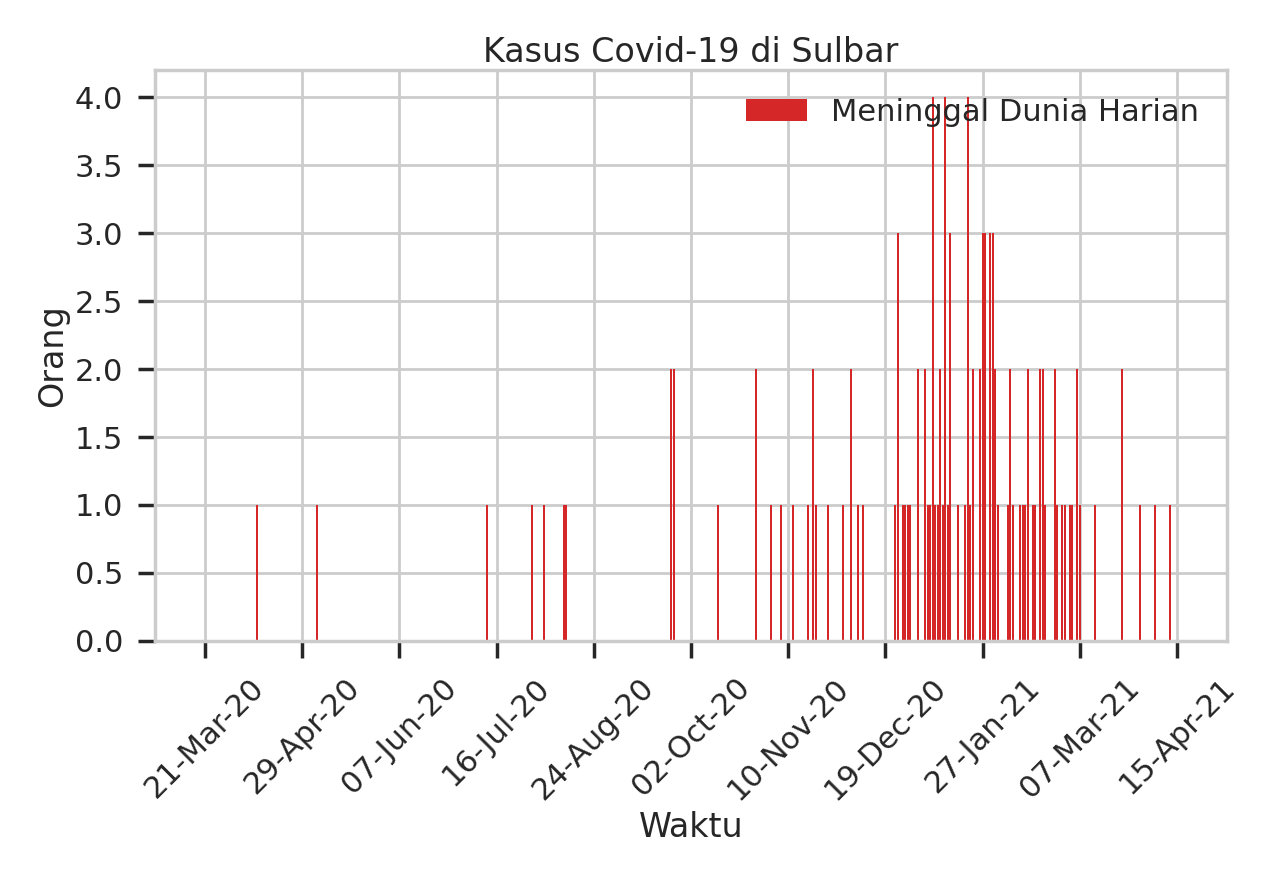 Kasus Covid-19 di Sulbar
Meninggal Dunia Harian
4.0
3.5
3.0
2.5
2.0
1.5
1.0
0.5
0.0
Orang
21-Mar-20
29-Apr-20
07-Jun-20
16-Jul-20
24-Aug-20
02-Oct-20
10-Nov-20
19-Dec-20
27-Jan-21
07-Mar-21
15-Apr-21
Waktu